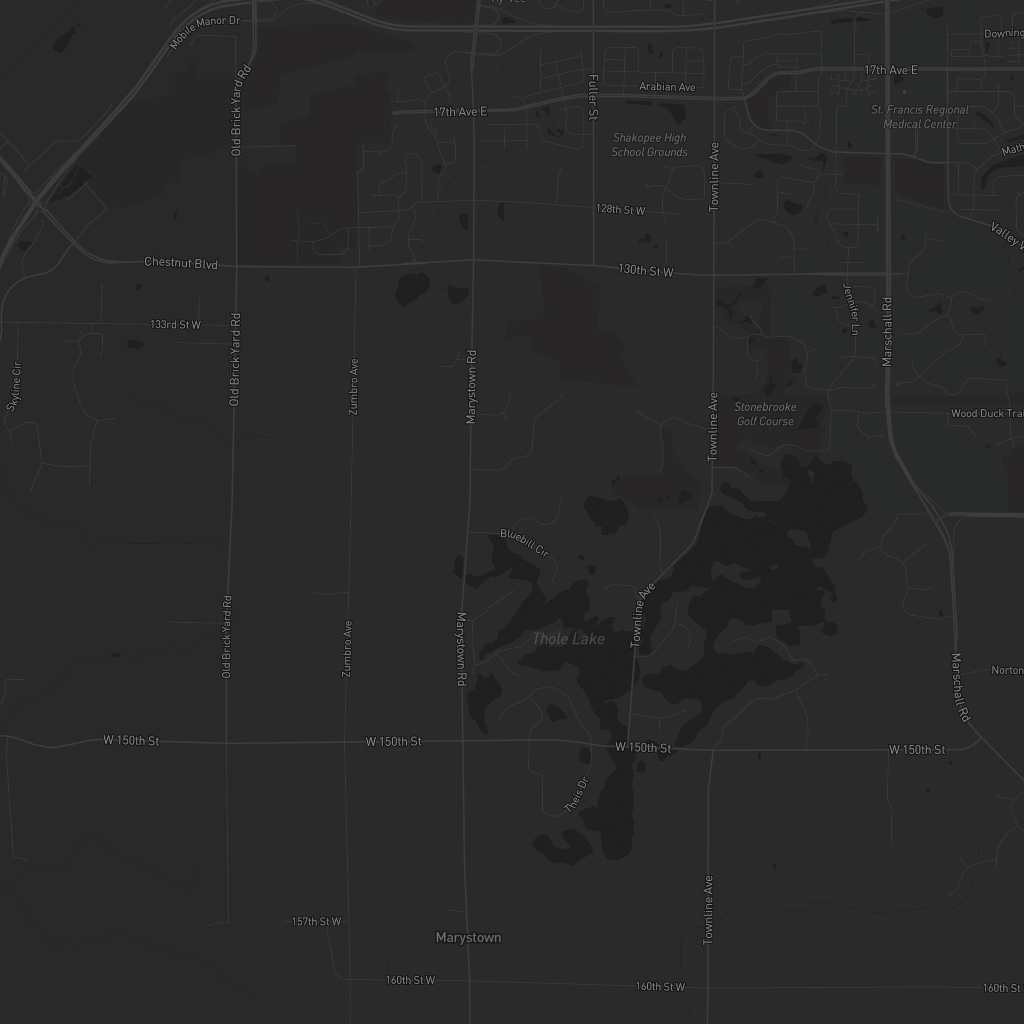 Mobile Manor Dr
Downing
Old Brick Yard Rd
17th Ave E
Fuller St
Arabian Ave
17th Ave E
St. Francis Regional
Medical Center
Shakopee High
School Grounds
Townline Ave
128th St W
Chestnut Blvd
130th St W
133rd St W
Old Brick Yard Rd
Jennifer Ln
Marschall Rd
Skyline Cir
Zumbro Ave
Marystown Rd
Townline Ave
Stonebrooke
Golf Course
Wood Duck Trai
Bluebill Cir
Old Brick Yard Rd
Zumbro Ave
Marystown Rd
Thole Lake
Townline Ave
Marschall Rd
Norton
W 150th St
W 150th St
W 150th St
W 150th St
Theis Dr
Townline Ave
157th St W
Marystown
160th St W
160th St W
160th St